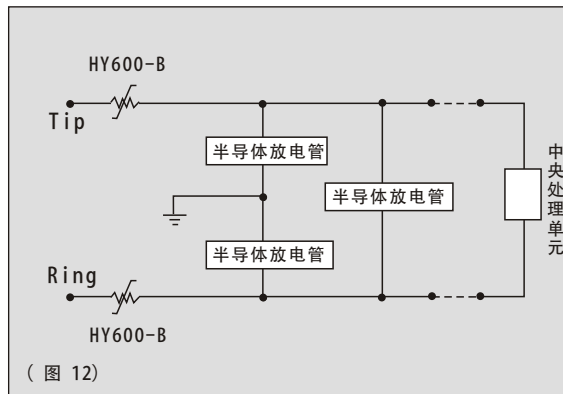 HY600-B
Tip
半导体放电管
半导体放电管
中央处理单元
半导体放电管
Ring
HY600-B
( 图 12)